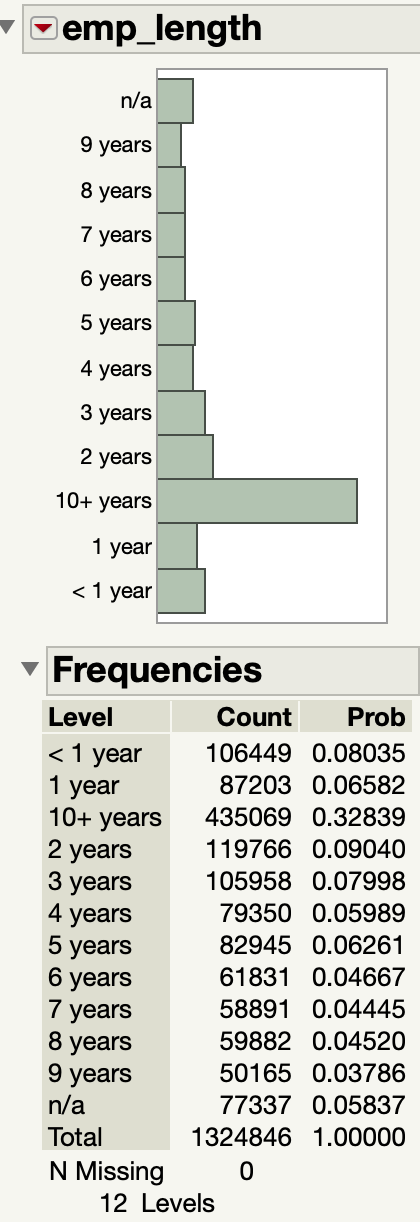 emp_length
n/a
9 years
8 years
7 years
6 years
5 years
4 years
3 years
2 years
10+ years
1 year
< 1 year
Frequencies
Level Count Prob
< 1 year 106449 0.08035
1 year 87203 0.06582
10+ years 435069 0.32839
2 years 119766 0.09040
3 years 105958 0.07998
4 years 79350 0.05989
5 years 82945 0.06261
6 years 61831 0.04667
7 years 58891 0.04445
8 years 59882 0.04520
9 years 50165 0.03786
n/a 77337 0.05837
Total 1324846 1.00000
N Missing 0
12 Levels